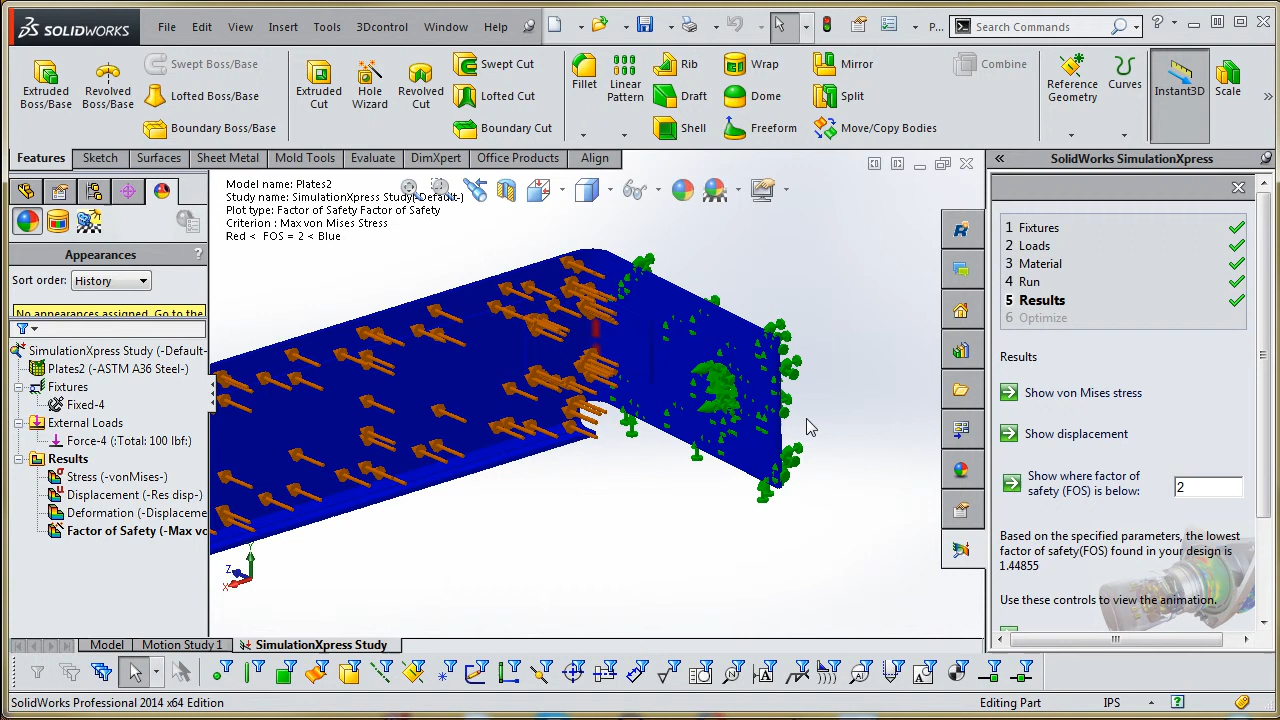 SOLIDWORKS File Edit View Insert Tools 3Dcontrol Window Help P... Search Commands
Extruded Boss/Base
Revolved Boss/Base
Swept Boss/Base
Lofted Boss/Base
Boundary Boss/Base
Extruded Cut
Hole Wizard
Revolved Cut
Swept Cut
Lofted Cut
Boundary Cut
Fillet
Linear Pattern
Rib
Draft
Shell
Wrap
Dome
Freeform
Mirror
Split
Move/Copy Bodies
Combine
Reference Geometry
Curves
Instant3D
Scale
Features Sketch Surfaces Sheet Metal Mold Tools Evaluate DimXpert Office Products Align
Appearances ?
Sort order: History
No appearances assigned. Go to the
SimulationXpress Study (-Default-
Plates2 (-ASTM A36 Steel-)
Fixtures
Fixed-4
External Loads
Force-4 (:Total: 100 lbf:)
Results
Stress (-vonMises-)
Displacement (-Res disp-)
Deformation (-Displaceme
Factor of Safety (-Max vo
Model name: Plates2
Study name: SimulationXpress Study(-Default-)
Plot type: Factor of Safety Factor of Safety
Criterion : Max von Mises Stress
Red < FOS = 2 < Blue
Y
Z
X
SolidWorks SimulationXpress
1 Fixtures
2 Loads
3 Material
4 Run
5 Results
6 Optimize
Results
Show von Mises stress
Show displacement
Show where factor of
safety (FOS) is below:
2
Based on the specified parameters, the lowest
factor of safety(FOS) found in your design is
1.44855
Use these controls to view the animation.
Model Motion Study 1 SimulationXpress Study
SolidWorks Professional 2014 x64 Edition Editing Part IPS